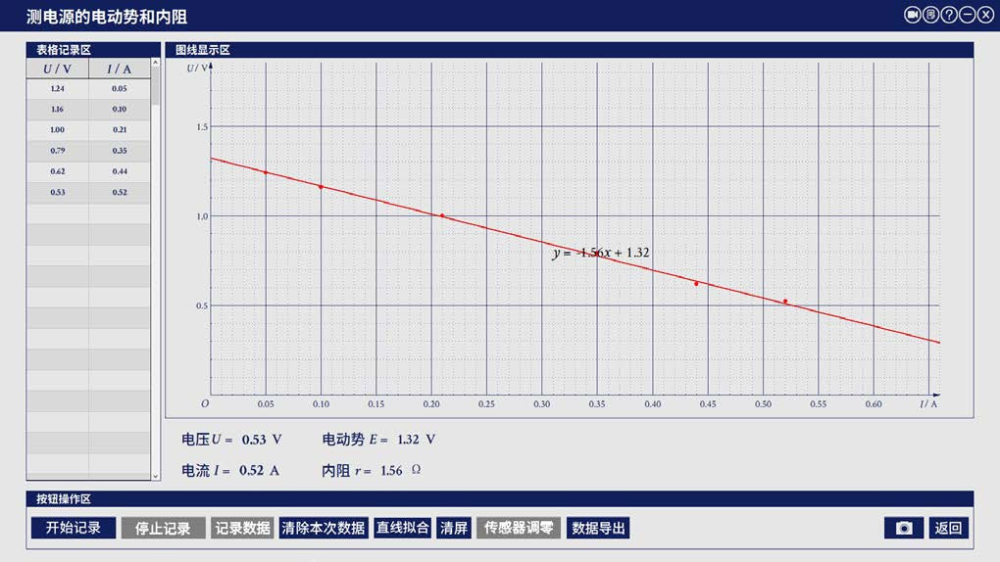 测电源的电动势和内阻
表格记录区
U / V I / A
1.24 0.05
1.16 0.10
1.00 0.21
0.79 0.35
0.62 0.44
0.53 0.52
图线显示区
U / V
1.5
1.0
y = -1.56x + 1.32
0.5
O 0.05 0.10 0.15 0.20 0.25 0.30 0.35 0.40 0.45 0.50 0.55 0.60 I / A
电压 U = 0.53 V 电动势 E = 1.32 V
电流 I = 0.52 A 内阻 r = 1.56 Ω
按钮操作区
开始记录 停止记录 记录数据 清除本次数据 直线拟合 清屏 传感器调零 数据导出 返回